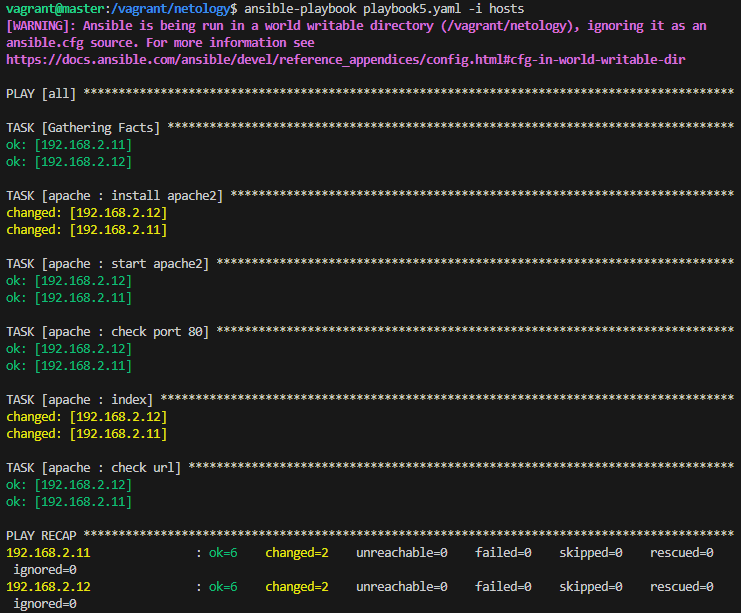 vagrant@master:/vagrant/netology$ ansible-playbook playbook5.yaml -i hosts
[WARNING]: Ansible is being run in a world writable directory (/vagrant/netology), ignoring it as an
ansible.cfg source. For more information see
https://docs.ansible.com/ansible/devel/reference_appendices/config.html#cfg-in-world-writable-dir
PLAY [all] *********************************************************************************************
TASK [Gathering Facts] *********************************************************************************
ok: [192.168.2.11]
ok: [192.168.2.12]
TASK [apache : install apache2] ************************************************************************
changed: [192.168.2.12]
changed: [192.168.2.11]
TASK [apache : start apache2] **************************************************************************
ok: [192.168.2.12]
ok: [192.168.2.11]
TASK [apache : check port 80] **************************************************************************
ok: [192.168.2.12]
ok: [192.168.2.11]
TASK [apache : index] **********************************************************************************
changed: [192.168.2.12]
changed: [192.168.2.11]
TASK [apache : check url] ******************************************************************************
ok: [192.168.2.12]
ok: [192.168.2.11]
PLAY RECAP *********************************************************************************************
192.168.2.11               : ok=6    changed=2    unreachable=0    failed=0    skipped=0    rescued=0
ignored=0
192.168.2.12               : ok=6    changed=2    unreachable=0    failed=0    skipped=0    rescued=0
ignored=0